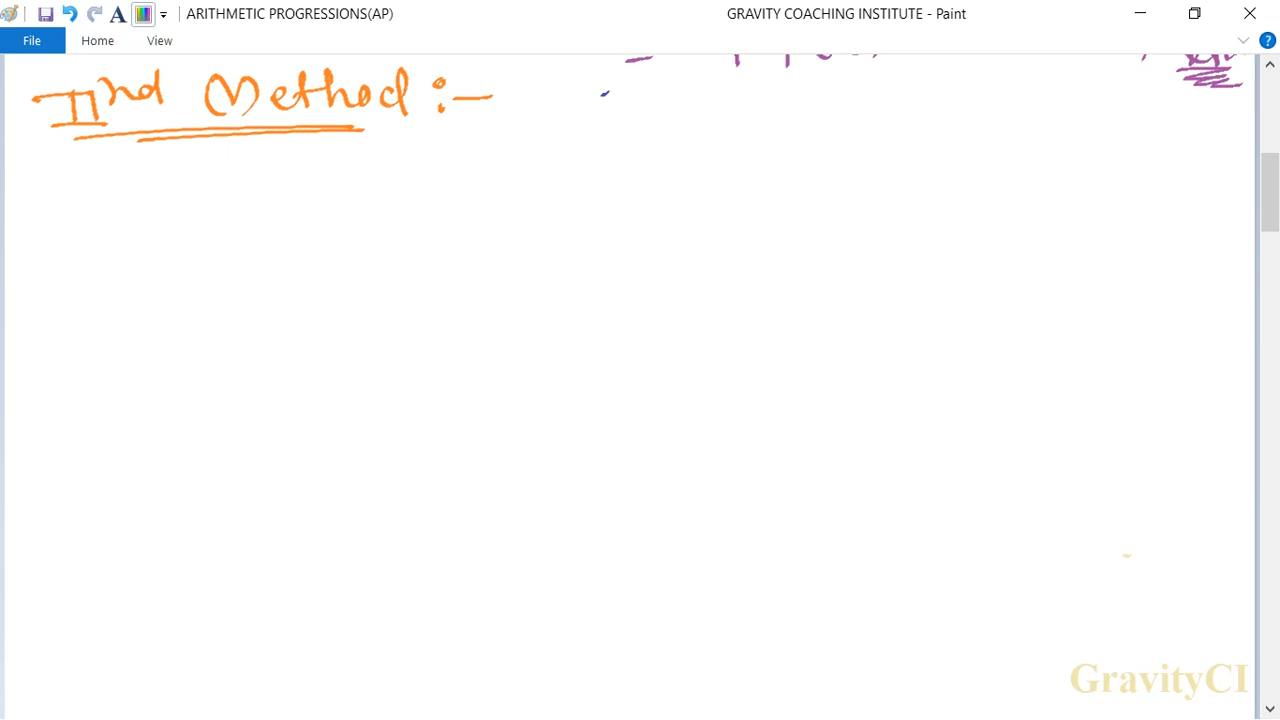 ARITHMETIC PROGRESSIONS(AP)
GRAVITY COACHING INSTITUTE - Paint
File Home View
IInd Method :-
GravityCI